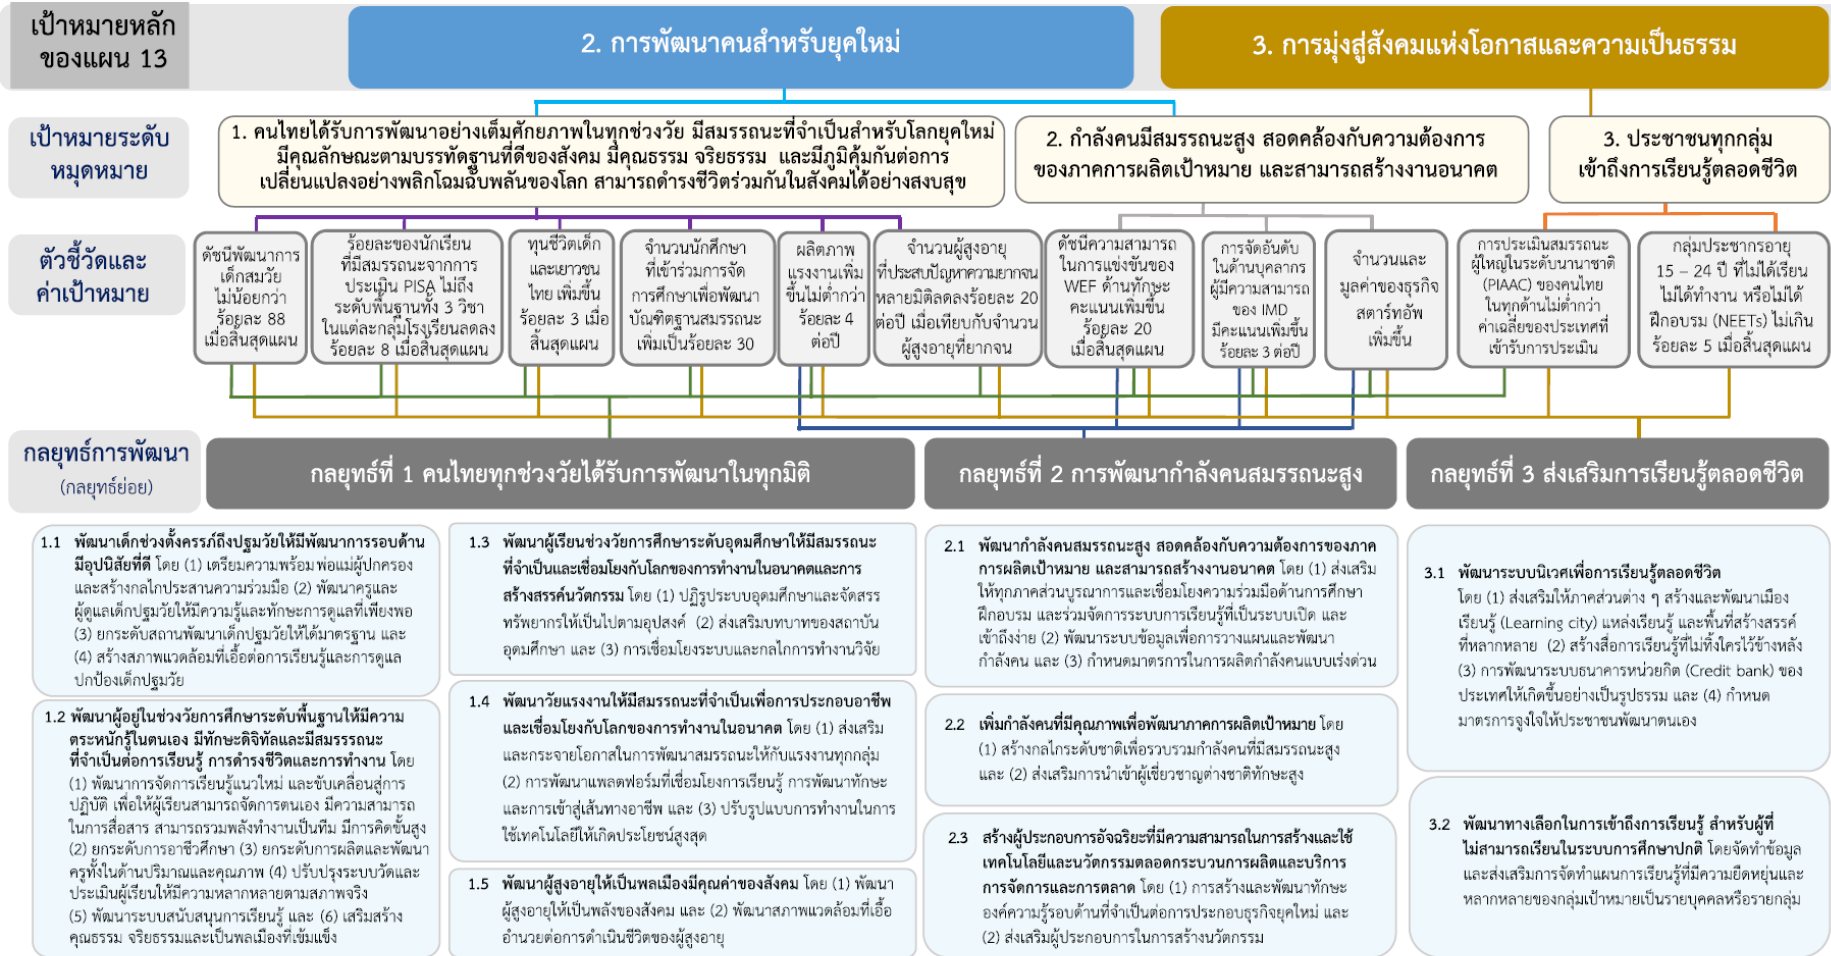 เป้าหมายหลัก
ของแผน 13
2. การพัฒนาคนสำหรับยุคใหม่
3. การมุ่งสู่สังคมแห่งโอกาสและความเป็นธรรม
เป้าหมายระดับ
หมุดหมาย
1. คนไทยได้รับการพัฒนาอย่างเต็มศักยภาพในทุกช่วงวัย มีสมรรถนะที่จำเป็นสำหรับโลกยุคใหม่
มีคุณลักษณะตามบรรทัดฐานที่ดีของสังคม มีคุณธรรม จริยธรรม และมีภูมิคุ้มกันต่อการ
เปลี่ยนแปลงอย่างพลิกโฉมฉับพลันของโลก สามารถดำรงชีวิตร่วมกันในสังคมได้อย่างสงบสุข
2. กำลังคนมีสมรรถนะสูง สอดคล้องกับความต้องการ
ของภาคการผลิตเป้าหมาย และสามารถสร้างงานอนาคต
3. ประชาชนทุกกลุ่ม
เข้าถึงการเรียนรู้ตลอดชีวิต
ตัวชี้วัดและ
ค่าเป้าหมาย
ดัชนีพัฒนาการ
เด็กสมวัย
ไม่น้อยกว่า
ร้อยละ 88
เมื่อสิ้นสุดแผน
ร้อยละของนักเรียน
ที่มีสมรรถนะจากการ
ประเมิน PISA ไม่ถึง
ระดับพื้นฐานทั้ง 3 วิชา
ในแต่ละกลุ่มโรงเรียนลดลง
ร้อยละ 8 เมื่อสิ้นสุดแผน
ทุนชีวิตเด็ก
และเยาวชน
ไทย เพิ่มขึ้น
ร้อยละ 3 เมื่อ
สิ้นสุดแผน
จำนวนนักศึกษา
ที่เข้าร่วมการจัด
การศึกษาเพื่อพัฒนา
บัณฑิตฐานสมรรถนะ
เพิ่มเป็นร้อยละ 30
ผลิตภาพ
แรงงานเพิ่ม
ขึ้นไม่ต่ำกว่า
ร้อยละ 4
ต่อปี
จำนวนผู้สูงอายุ
ที่ประสบปัญหาความยากจน
หลายมิติลดลงร้อยละ 20
ต่อปี เมื่อเทียบกับจำนวน
ผู้สูงอายุที่ยากจน
ดัชนีความสามารถ
ในการแข่งขันของ
WEF ด้านทักษะ
คะแนนเพิ่มขึ้น
ร้อยละ 20
เมื่อสิ้นสุดแผน
การจัดอันดับ
ในด้านบุคลากร
ผู้มีความสามารถ
ของ IMD
มีคะแนนเพิ่มขึ้น
ร้อยละ 3 ต่อปี
จำนวนและ
มูลค่าของธุรกิจ
สตาร์ทอัพ
เพิ่มขึ้น
การประเมินสมรรถนะ
ผู้ใหญ่ในระดับนานาชาติ
(PIAAC) ของคนไทย
ในทุกด้านไม่ต่ำกว่า
ค่าเฉลี่ยของประเทศที่
เข้ารับการประเมิน
กลุ่มประชากรอายุ
15 – 24 ปี ที่ไม่ได้เรียน
ไม่ได้ทำงาน หรือไม่ได้
ฝึกอบรม (NEETs) ไม่เกิน
ร้อยละ 5 เมื่อสิ้นสุดแผน
กลยุทธ์การพัฒนา
(กลยุทธ์ย่อย)
กลยุทธ์ที่ 1 คนไทยทุกช่วงวัยได้รับการพัฒนาในทุกมิติ
กลยุทธ์ที่ 2 การพัฒนากำลังคนสมรรถนะสูง
กลยุทธ์ที่ 3 ส่งเสริมการเรียนรู้ตลอดชีวิต
1.1 พัฒนาเด็กช่วงตั้งครรภ์ถึงปฐมวัยให้มีพัฒนาการรอบด้าน
มีอุปนิสัยที่ดี โดย (1) เตรียมความพร้อมพ่อแม่ผู้ปกครอง
และสร้างกลไกประสานความร่วมมือ (2) พัฒนาครูและ
ผู้ดูแลเด็กปฐมวัยให้มีความรู้และทักษะการดูแลที่เพียงพอ
(3) ยกระดับสถานพัฒนาเด็กปฐมวัยให้ได้มาตรฐาน และ
(4) สร้างสภาพแวดล้อมที่เอื้อต่อการเรียนรู้และการดูแล
ปกป้องเด็กปฐมวัย
1.2 พัฒนาผู้อยู่ในช่วงวัยการศึกษาระดับพื้นฐานให้มีความ
ตระหนักรู้ในตนเอง มีทักษะดิจิทัลและมีสมรรรถนะ
ที่จำเป็นต่อการเรียนรู้ การดำรงชีวิตและการทำงาน โดย
(1) พัฒนาการจัดการเรียนรู้แนวใหม่ และขับเคลื่อนสู่การ
ปฏิบัติ เพื่อให้ผู้เรียนสามารถจัดการตนเอง มีความสามารถ
ในการสื่อสาร สามารถรวมพลังทำงานเป็นทีม มีการคิดขั้นสูง
(2) ยกระดับการอาชีวศึกษา (3) ยกระดับการผลิตและพัฒนา
ครูทั้งในด้านปริมาณและคุณภาพ (4) ปรับปรุงระบบวัดและ
ประเมินผู้เรียนให้มีความหลากหลายตามสภาพจริง
(5) พัฒนาระบบสนับสนุนการเรียนรู้ และ (6) เสริมสร้าง
คุณธรรม จริยธรรมและเป็นพลเมืองที่เข้มแข็ง
1.3 พัฒนาผู้เรียนช่วงวัยการศึกษาระดับอุดมศึกษาให้มีสมรรถนะ
ที่จำเป็นและเชื่อมโยงกับโลกของการทำงานในอนาคตและการ
สร้างสรรค์นวัตกรรม โดย (1) ปฏิรูประบบอุดมศึกษาและจัดสรร
ทรัพยากรให้เป็นไปตามอุปสงค์ (2) ส่งเสริมบทบาทของสถาบัน
อุดมศึกษา และ (3) การเชื่อมโยงระบบและกลไกการทำงานวิจัย
1.4 พัฒนาวัยแรงงานให้มีสมรรถนะที่จำเป็นเพื่อการประกอบอาชีพ
และเชื่อมโยงกับโลกของการทำงานในอนาคต โดย (1) ส่งเสริม
และกระจายโอกาสในการพัฒนาสมรรถนะให้กับแรงงานทุกกลุ่ม
(2) การพัฒนาแพลตฟอร์มที่เชื่อมโยงการเรียนรู้ การพัฒนาทักษะ
และการเข้าสู่เส้นทางอาชีพ และ (3) ปรับรูปแบบการทำงานในการ
ใช้เทคโนโลยีให้เกิดประโยชน์สูงสุด
1.5 พัฒนาผู้สูงอายุให้เป็นพลเมืองมีคุณค่าของสังคม โดย (1) พัฒนา
ผู้สูงอายุให้เป็นพลังของสังคม และ (2) พัฒนาสภาพแวดล้อมที่เอื้อ
อำนวยต่อการดำเนินชีวิตของผู้สูงอายุ
2.1 พัฒนากำลังคนสมรรถนะสูง สอดคล้องกับความต้องการของภาค
การผลิตเป้าหมาย และสามารถสร้างงานอนาคต โดย (1) ส่งเสริม
ให้ทุกภาคส่วนบูรณาการและเชื่อมโยงความร่วมมือด้านการศึกษา
ฝึกอบรม และร่วมจัดการระบบการเรียนรู้ที่เป็นระบบเปิด และ
เข้าถึงง่าย (2) พัฒนาระบบข้อมูลเพื่อการวางแผนและพัฒนา
กำลังคน และ (3) กำหนดมาตรการในการผลิตกำลังคนแบบเร่งด่วน
2.2 เพิ่มกำลังคนที่มีคุณภาพเพื่อพัฒนาภาคการผลิตเป้าหมาย โดย
(1) สร้างกลไกระดับชาติเพื่อรวบรวมกำลังคนที่มีสมรรถนะสูง
และ (2) ส่งเสริมการนำเข้าผู้เชี่ยวชาญต่างชาติทักษะสูง
2.3 สร้างผู้ประกอบการอัจฉริยะที่มีความสามารถในการสร้างและใช้
เทคโนโลยีและนวัตกรรมตลอดกระบวนการผลิตและบริการ
การจัดการและการตลาด โดย (1) การสร้างและพัฒนาทักษะ
องค์ความรู้รอบด้านที่จำเป็นต่อการประกอบธุรกิจยุคใหม่ และ
(2) ส่งเสริมผู้ประกอบการในการสร้างนวัตกรรม
3.1 พัฒนาระบบนิเวศเพื่อการเรียนรู้ตลอดชีวิต
โดย (1) ส่งเสริมให้ภาคส่วนต่าง ๆ สร้างและพัฒนาเมือง
เรียนรู้ (Learning city) แหล่งเรียนรู้ และพื้นที่สร้างสรรค์
ที่หลากหลาย (2) สร้างสื่อการเรียนรู้ที่ไม่ทิ้งใครไว้ข้างหลัง
(3) การพัฒนาระบบธนาคารหน่วยกิต (Credit bank) ของ
ประเทศให้เกิดขึ้นอย่างเป็นรูปธรรม และ (4) กำหนด
มาตรการจูงใจให้ประชาชนพัฒนาตนเอง
3.2 พัฒนาทางเลือกในการเข้าถึงการเรียนรู้ สำหรับผู้ที่
ไม่สามารถเรียนในระบบการศึกษาปกติ โดยจัดทำข้อมูล
และส่งเสริมการจัดทำแผนการเรียนรู้ที่มีความยืดหยุ่นและ
หลากหลายของกลุ่มเป้าหมายเป็นรายบุคคลหรือรายกลุ่ม